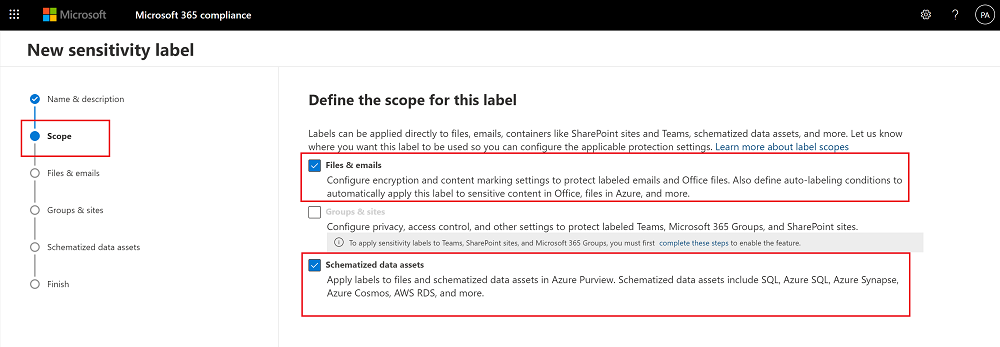 Microsoft
Microsoft 365 compliance
?
PA
New sensitivity label
Name & description
Scope
Files & emails
Groups & sites
Schematized data assets
Finish
Define the scope for this label
Labels can be applied directly to files, emails, containers like SharePoint sites and Teams, schematized data assets, and more. Let us know
where you want this label to be used so you can configure the applicable protection settings. Learn more about label scopes
Files & emails
Configure encryption and content marking settings to protect labeled emails and Office files. Also define auto-labeling conditions to
automatically apply this label to sensitive content in Office, files in Azure, and more.
Groups & sites
Configure privacy, access control, and other settings to protect labeled Teams, Microsoft 365 Groups, and SharePoint sites.
To apply sensitivity labels to Teams, SharePoint sites, and Microsoft 365 Groups, you must first complete these steps to enable the feature.
Schematized data assets
Apply labels to files and schematized data assets in Azure Purview. Schematized data assets include SQL, Azure SQL, Azure Synapse,
Azure Cosmos, AWS RDS, and more.